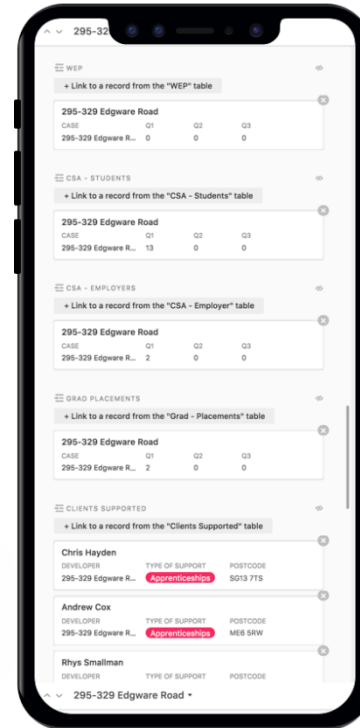 295-32
WEP
+ Link to a record from the "WEP" table
295-329 Edgware Road
CASE Q1 Q2 Q3
295-329 Edgware R... 0 0 0
CSA - STUDENTS
+ Link to a record from the "CSA - Students" table
295-329 Edgware Road
CASE Q1 Q2 Q3
295-329 Edgware R... 13 0 0
CSA - EMPLOYERS
+ Link to a record from the "CSA - Employer" table
295-329 Edgware Road
CASE Q1 Q2 Q3
295-329 Edgware R... 2 0 0
GRAD PLACEMENTS
+ Link to a record from the "Grad - Placements" table
295-329 Edgware Road
CASE Q1 Q2 Q3
295-329 Edgware R... 2 0 0
CLIENTS SUPPORTED
+ Link to a record from the "Clients Supported" table
Chris Hayden
DEVELOPER TYPE OF SUPPORT POSTCODE
295-329 Edgware R... Apprenticeships SG13 7TS
Andrew Cox
DEVELOPER TYPE OF SUPPORT POSTCODE
295-329 Edgware R... Apprenticeships ME6 5RW
Rhys Smallman
DEVELOPER TYPE OF SUPPORT POSTCODE
295-329 Edgware Road